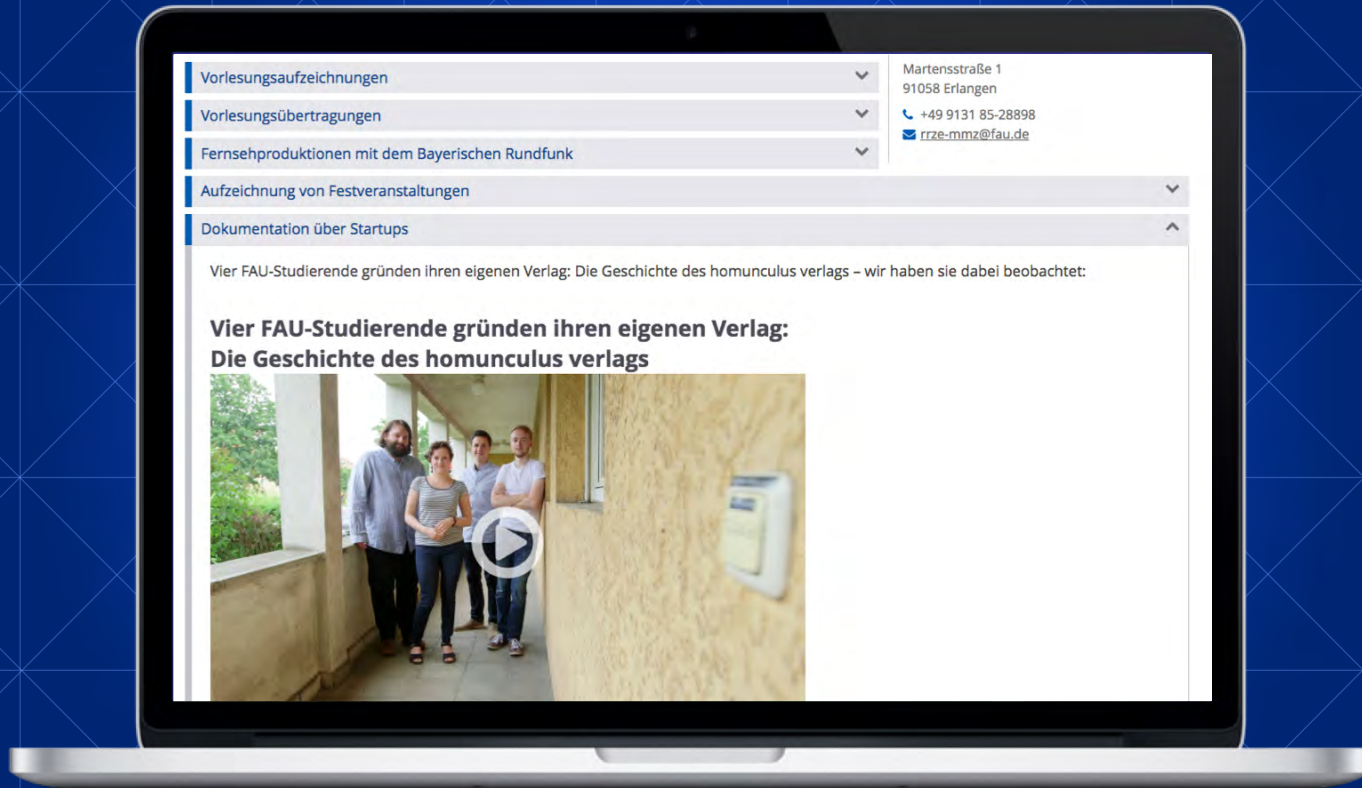 Vorlesungsaufzeichnungen
Vorlesungsübertragungen
Fernsehproduktionen mit dem Bayerischen Rundfunk
Martensstraße 1
91058 Erlangen
+49 9131 85-28898
rrze-mmz@fau.de
Aufzeichnung von Festveranstaltungen
Dokumentation über Startups
Vier FAU-Studierende gründen ihren eigenen Verlag: Die Geschichte des homunculus verlags – wir haben sie dabei beobachtet:
Vier FAU-Studierende gründen ihren eigenen Verlag:
Die Geschichte des homunculus verlags